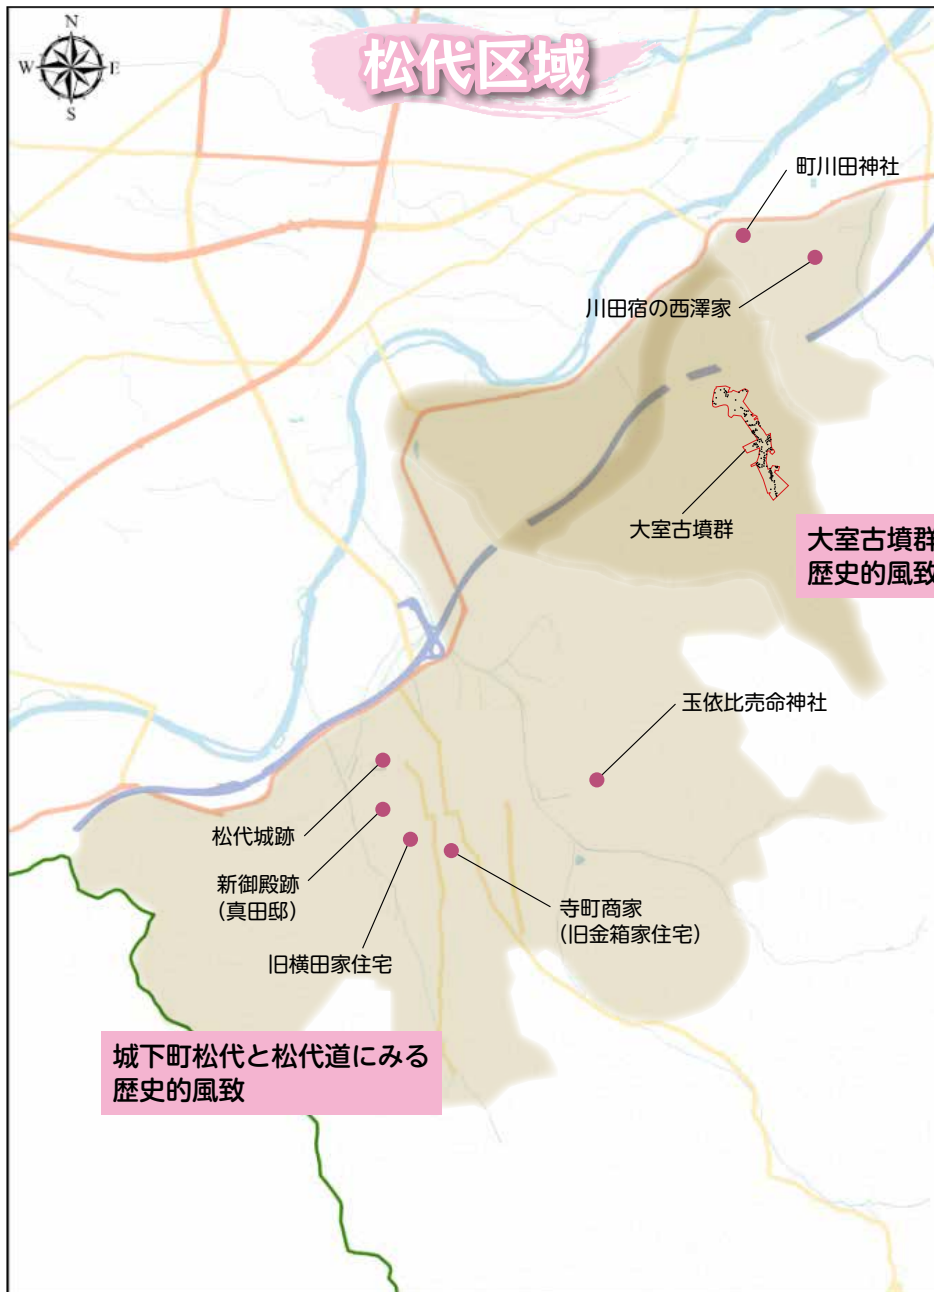 松代区域
N
W
E
S
町川田神社
川田宿の西澤家
大室古墳群
大室古墳群
歴史的風致
玉依比売命神社
松代城跡
新御殿跡
(真田邸)
旧横田家住宅
寺町商家
(旧金箱家住宅)
城下町松代と松代道にみる
歴史的風致